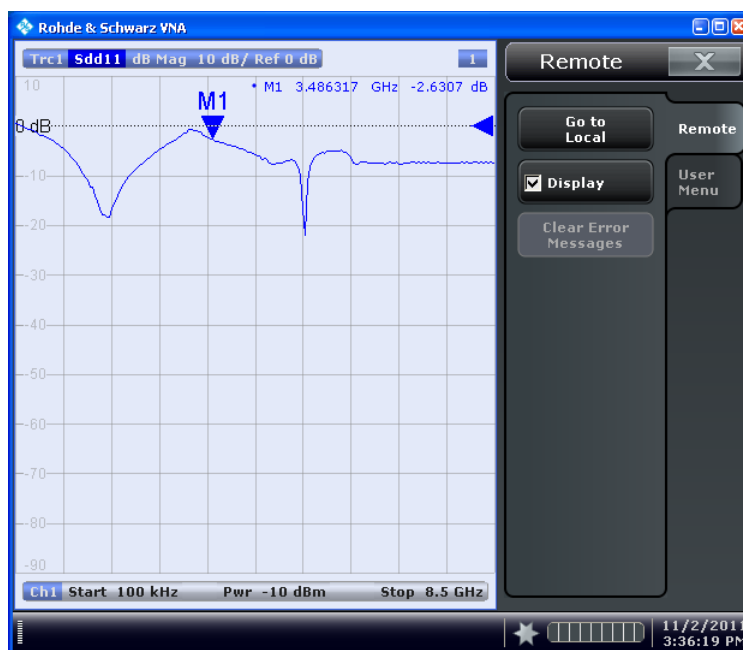 Rohde & Schwarz VNA
Trc1 Sdd11 dB Mag 10 dB/ Ref 0 dB 1
10
• M1 3.486317 GHz -2.6307 dB
M1
0 dB
-10
-20
-30
-40
-50
-60
-70
-80
-90
Ch1 Start 100 kHz Pwr -10 dBm Stop 8.5 GHz
Remote X
Go to
Local
Remote
Display
User
Menu
Clear Error
Messages
11/2/2011
3:36:19 PM